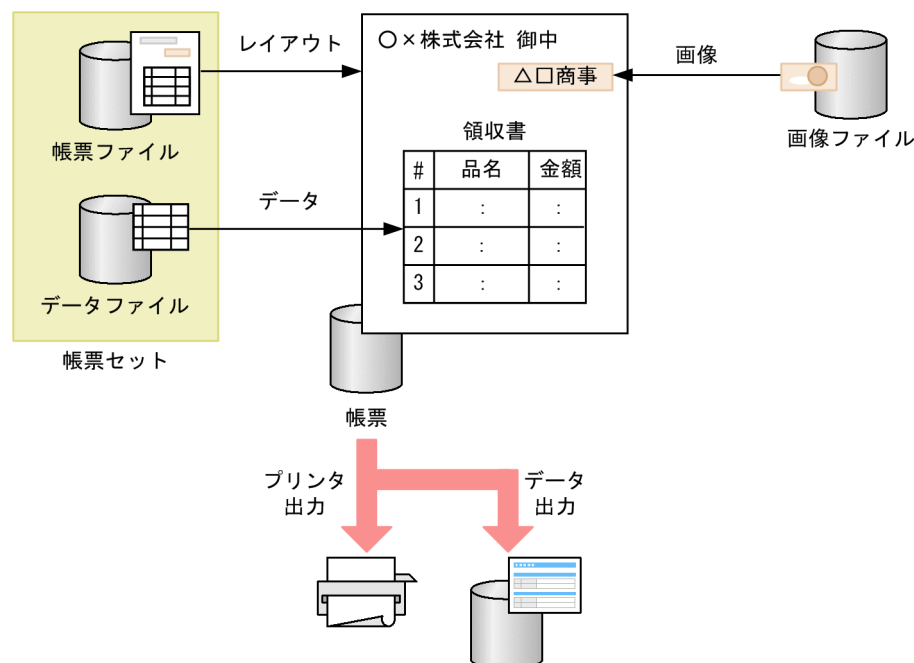 レイアウト
○×株式会社 御中
画像
△□商事
帳票ファイル
画像ファイル
領収書
# 品名 金額
1 : :
2 : :
3 : :
データ
データファイル
帳票セット
帳票
プリンタ
出力
データ
出力